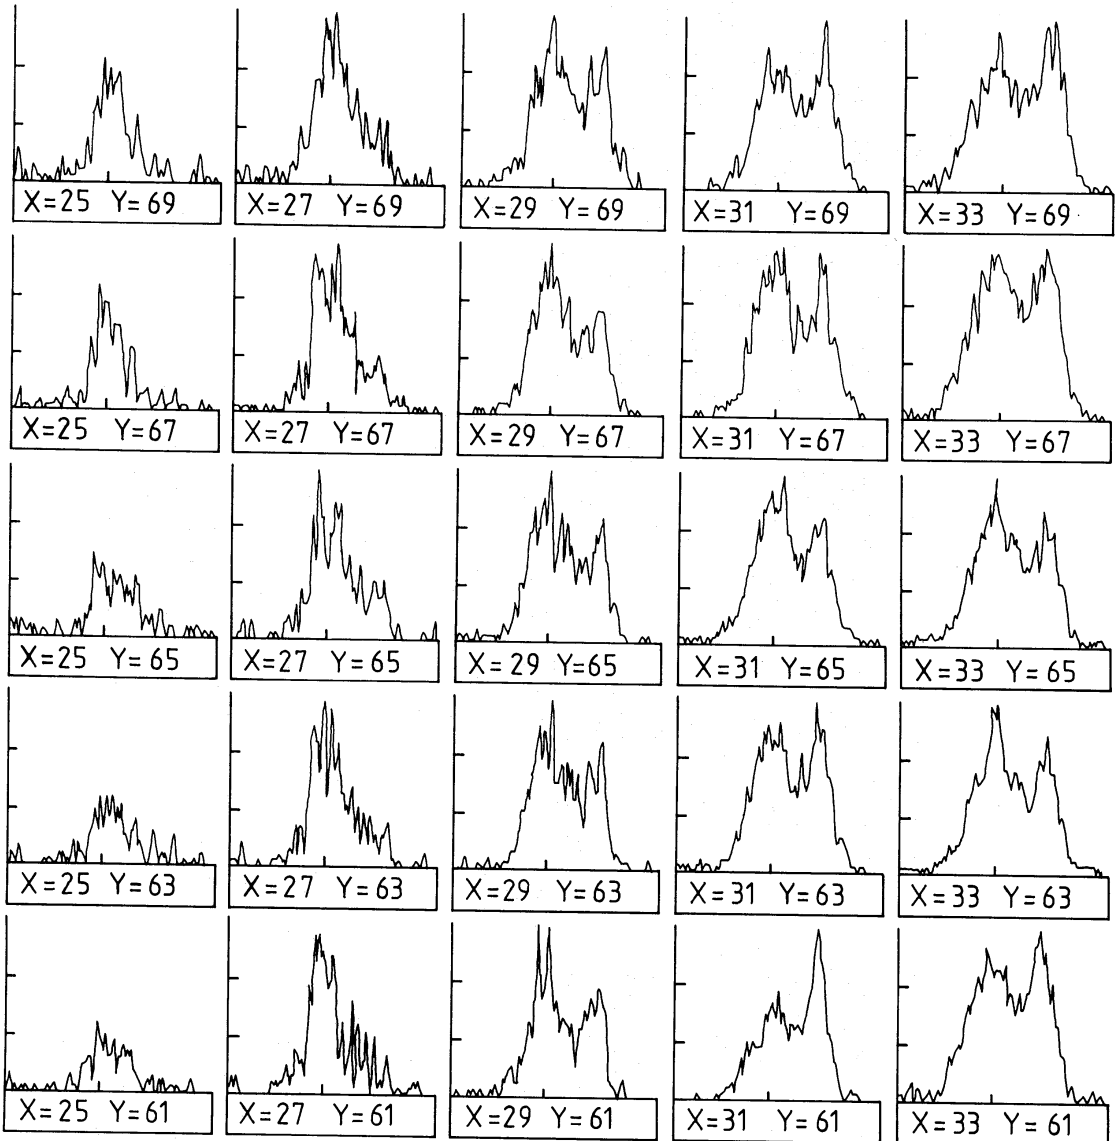 X=25 Y=69 X=27 Y=69 X=29 Y=69 X=31 Y=69 X=33 Y=69
X=25 Y=67 X=27 Y=67 X=29 Y=67 X=31 Y=67 X=33 Y=67
X=25 Y=65 X=27 Y=65 X=29 Y=65 X=31 Y=65 X=33 Y=65
X=25 Y=63 X=27 Y=63 X=29 Y=63 X=31 Y=63 X=33 Y=63
X=25 Y=61 X=27 Y=61 X=29 Y=61 X=31 Y=61 X=33 Y=61